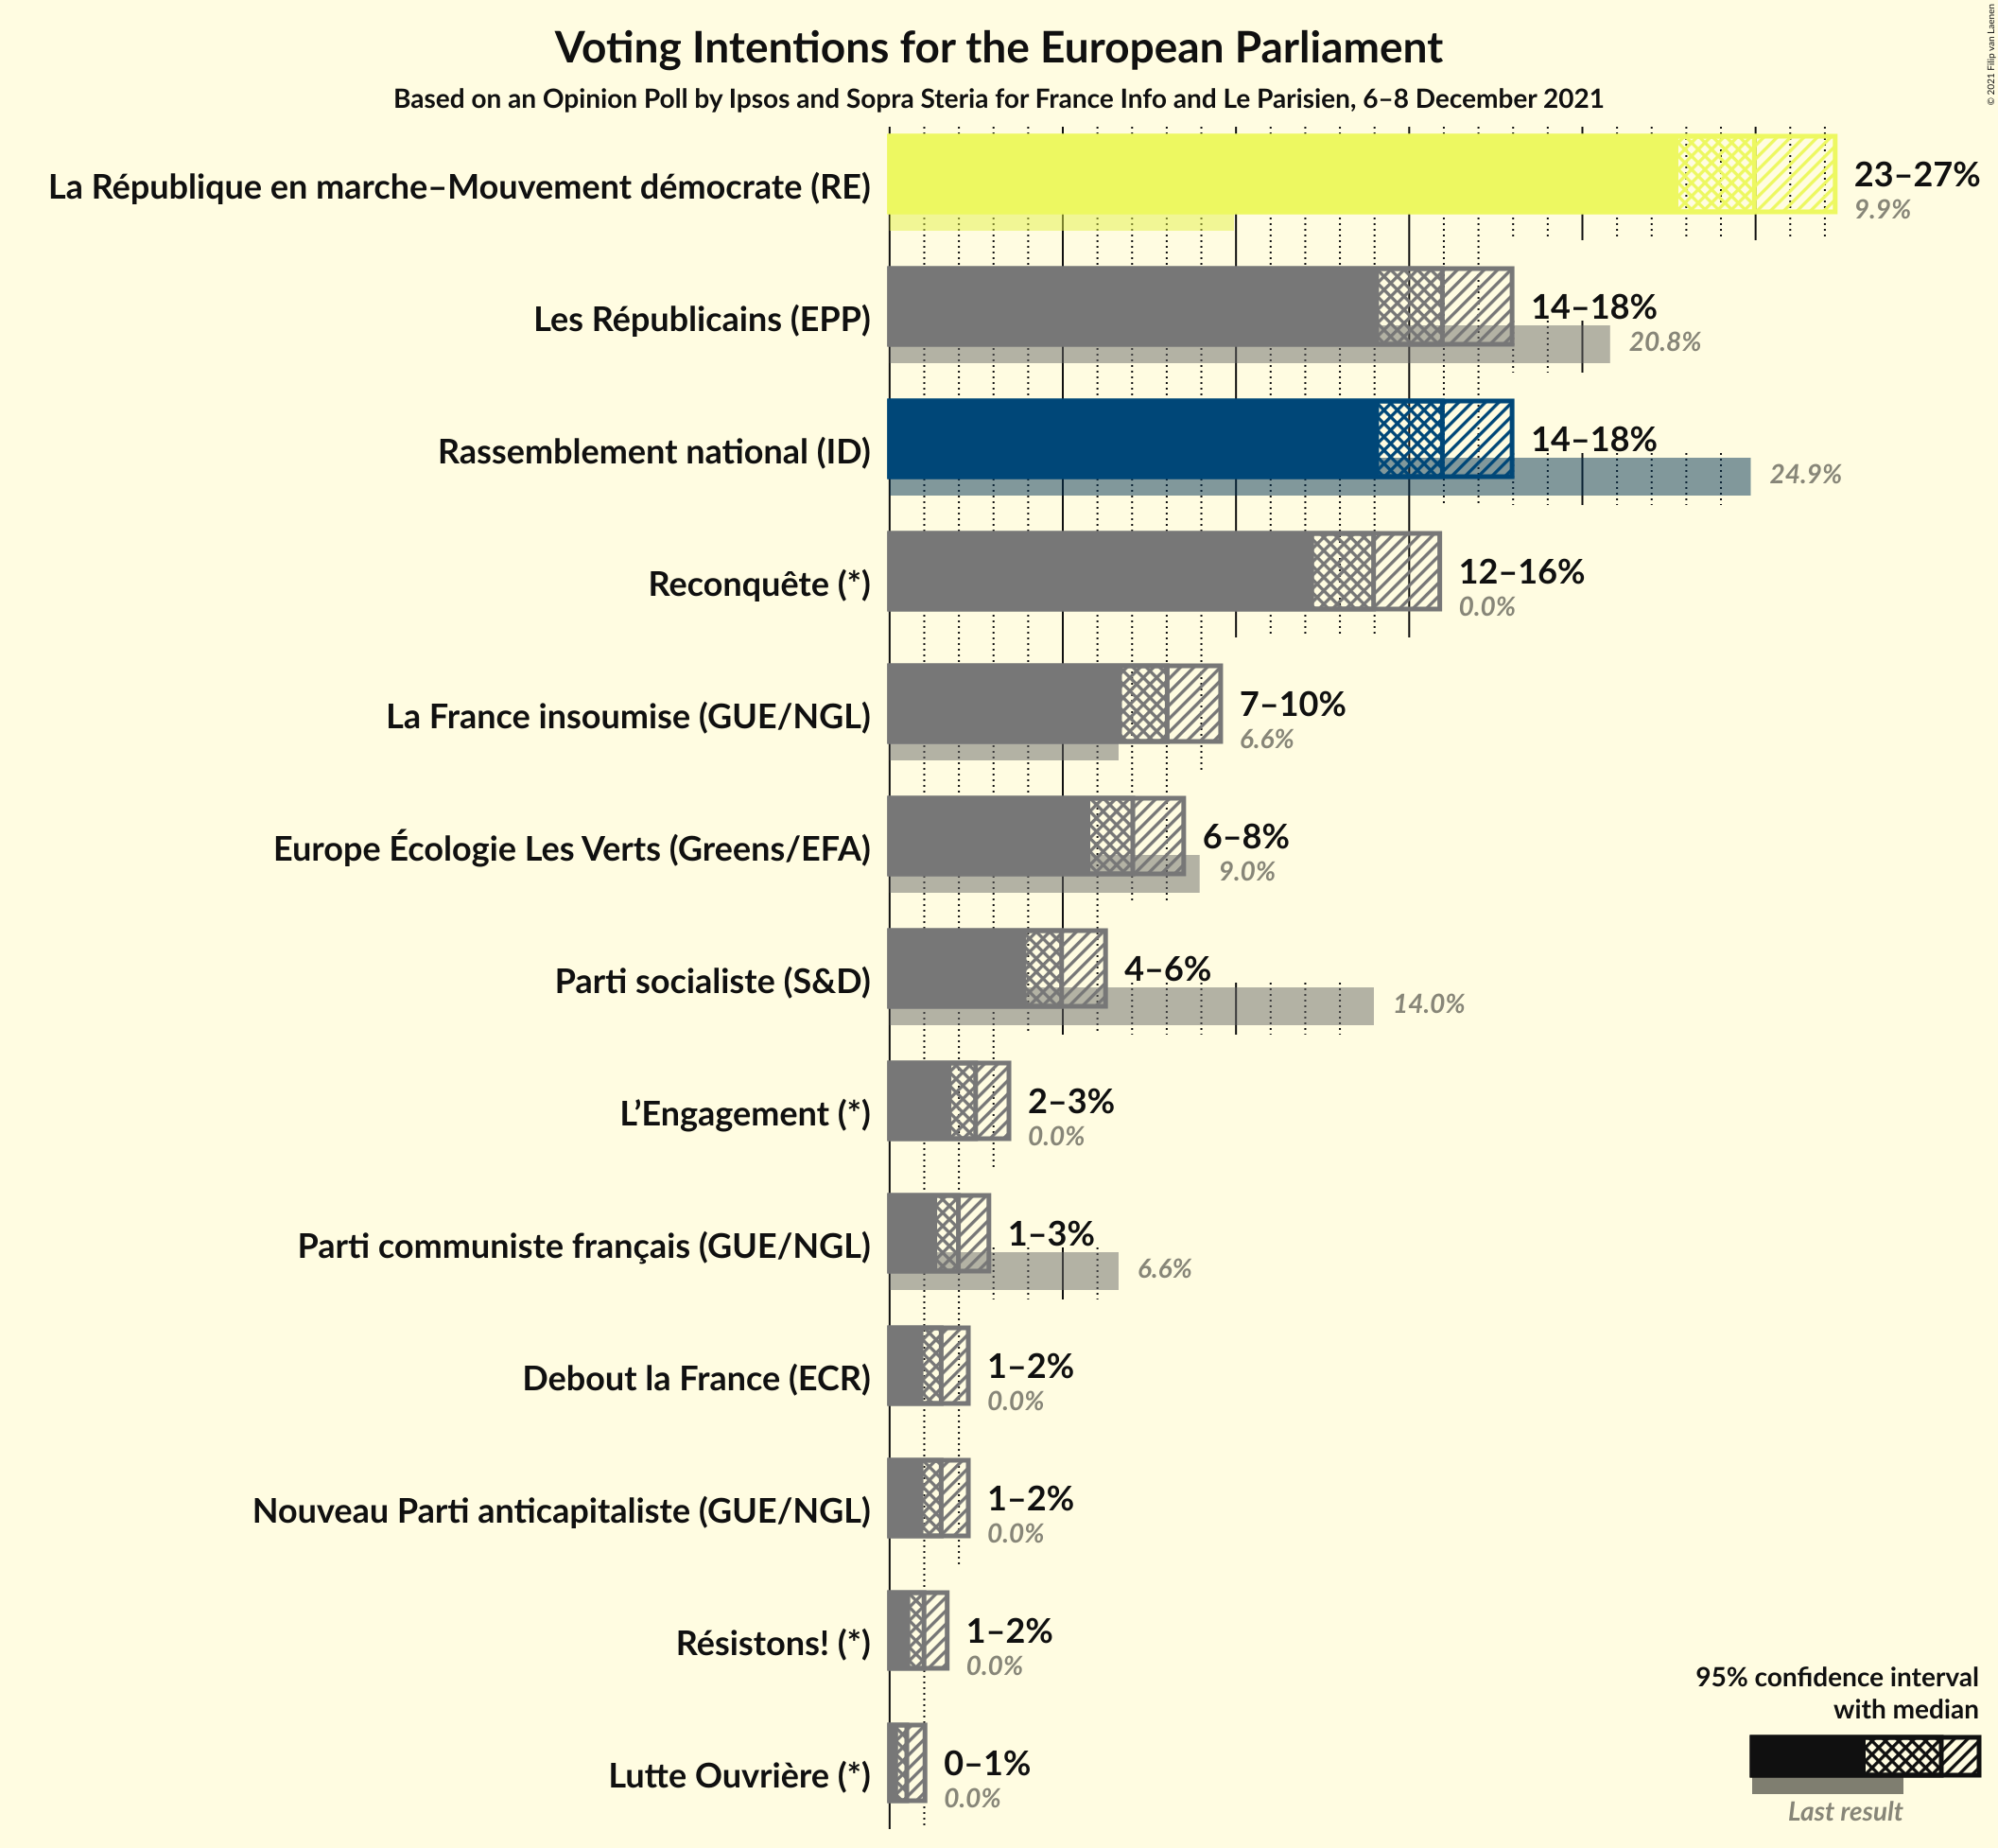 Voting Intentions for the European Parliament
Based on an Opinion Poll by Ipsos and Sopra Steria for France Info and Le Parisien, 6–8 December 2021
© 2021 Filip van Laenen
La République en marche–Mouvement démocrate (RE)
23–27%
9.9%
Les Républicains (EPP)
14–18%
20.8%
Rassemblement national (ID)
14–18%
24.9%
Reconquête (*)
12–16%
0.0%
La France insoumise (GUE/NGL)
7–10%
6.6%
Europe Écologie Les Verts (Greens/EFA)
6–8%
9.0%
Parti socialiste (S&D)
4–6%
14.0%
L’Engagement (*)
2–3%
0.0%
Parti communiste français (GUE/NGL)
1–3%
6.6%
Debout la France (ECR)
1–2%
0.0%
Nouveau Parti anticapitaliste (GUE/NGL)
1–2%
0.0%
Résistons! (*)
1–2%
0.0%
Lutte Ouvrière (*)
0–1%
0.0%
95% confidence interval
with median
Last result